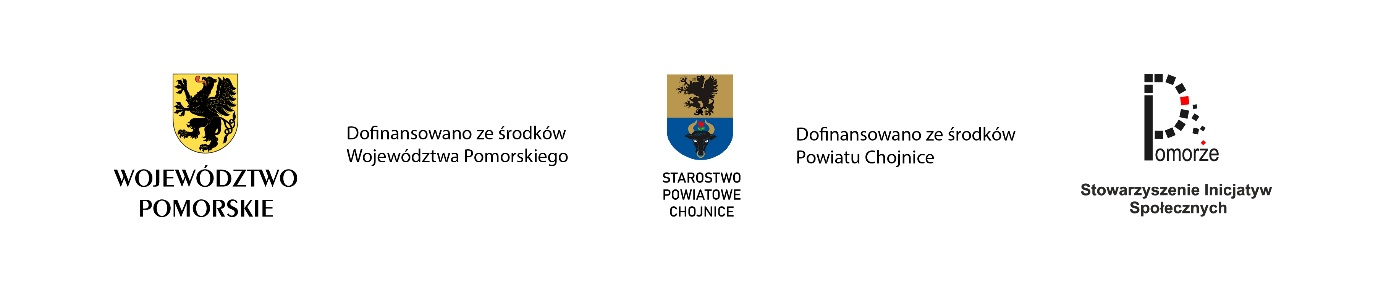 WOJEWÓDZTWO
POMORSKIE
Dofinansowano ze środków
Województwa Pomorskiego
STAROSTWO
POWIATOWE
CHOJNICE
Dofinansowano ze środków
Powiatu Chojnice
Pomorze
Stowarzyszenie Inicjatyw
Społecznych